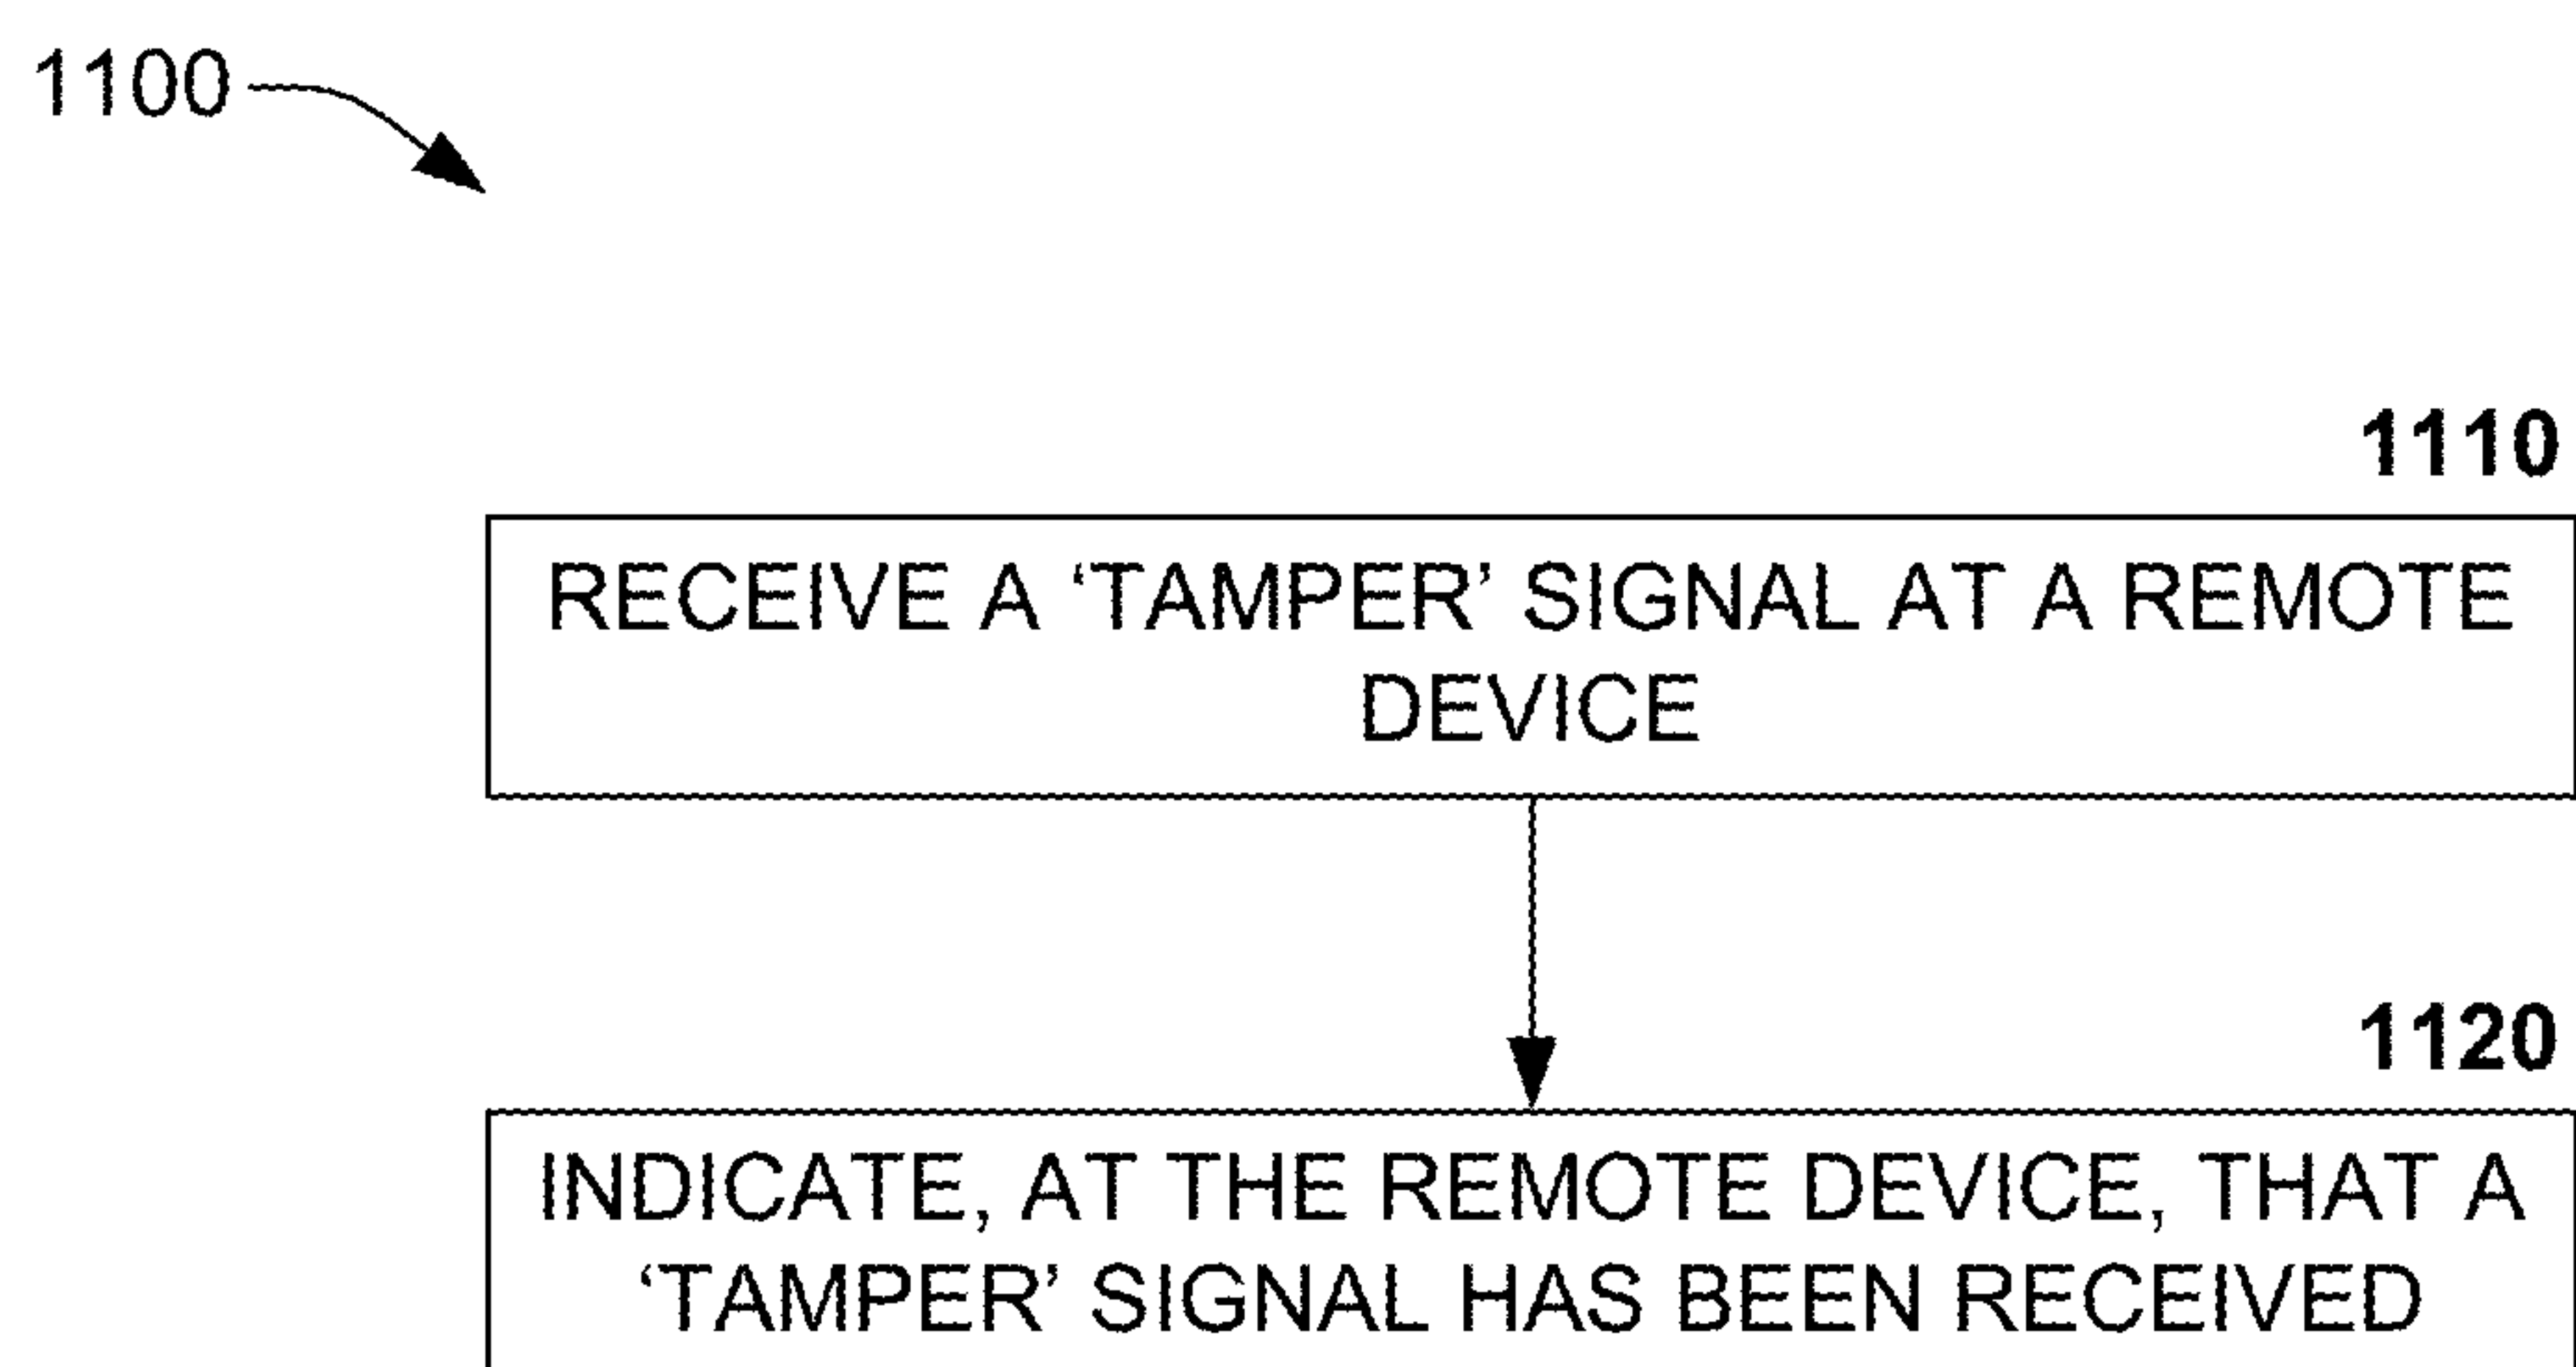 1100
1110
RECEIVE A ‘TAMPER’ SIGNAL AT A REMOTE
DEVICE
1120
INDICATE, AT THE REMOTE DEVICE, THAT A
‘TAMPER’ SIGNAL HAS BEEN RECEIVED